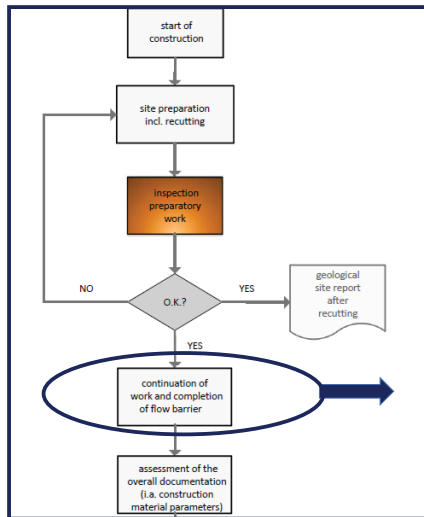 start of
construction
site preparation
incl. recutting
inspection
preparatory
work
NO
O.K.?
YES
geological
site report
after
recutting
YES
continuation of
work and completion
of flow barrier
assessment of the
overall documentation
(i.a. construction
material parameters)